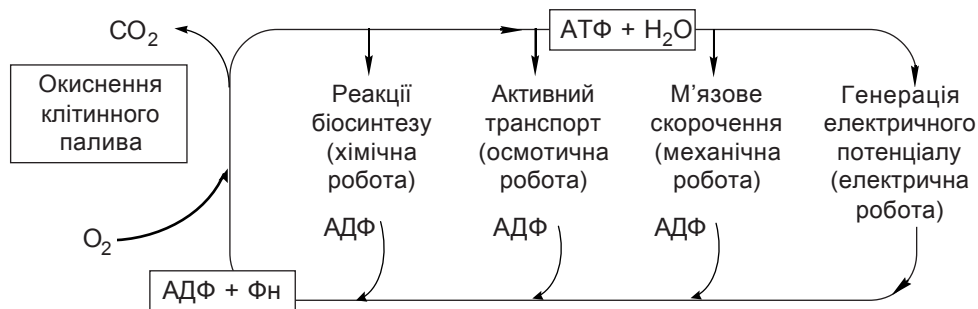 CO₂
АТФ + H₂O
Окиснення
клітинного
палива
Реакції
біосинтезу
(хімічна
робота)
Активний
транспорт
(осмотична
робота)
М'язове
скорочення
(механічна
робота)
Генерація
електричного
потенціалу
(електрична
робота)
O₂
АДФ
АДФ
АДФ
АДФ + Фн